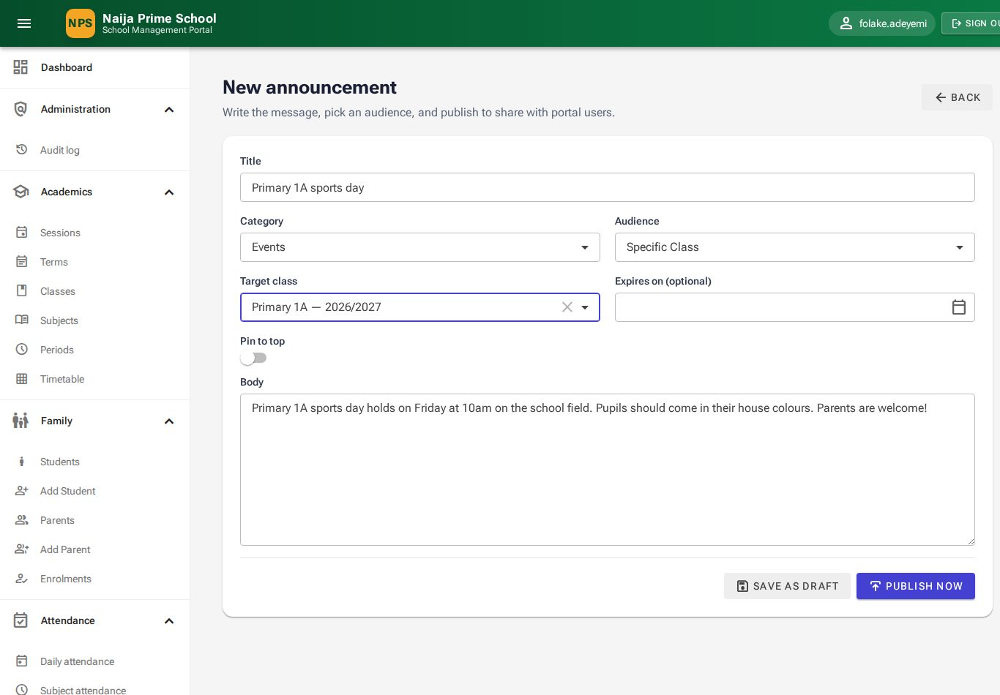 NPS
Naija Prime School
School Management Portal
folake.adeyemi
SIGN OU
Dashboard
Administration
Audit log
Academics
Sessions
Terms
Classes
Subjects
Periods
Timetable
Family
Students
Add Student
Parents
Add Parent
Enrolments
Attendance
Daily attendance
Subject attendance
New announcement
Write the message, pick an audience, and publish to share with portal users.
BACK
Title
Primary 1A sports day
Category
Events
Audience
Specific Class
Target class
Primary 1A — 2026/2027
Expires on (optional)
Pin to top
Body
Primary 1A sports day holds on Friday at 10am on the school field. Pupils should come in their house colours. Parents are welcome!
SAVE AS DRAFT
PUBLISH NOW